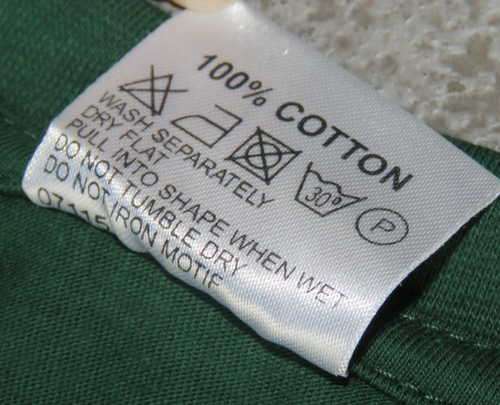 100% COTTON
30°
P
WASH SEPARATELY
DRY FLAT
PULL INTO SHAPE WHEN WET
DO NOT TUMBLE DRY
DO NOT IRON MOTIF